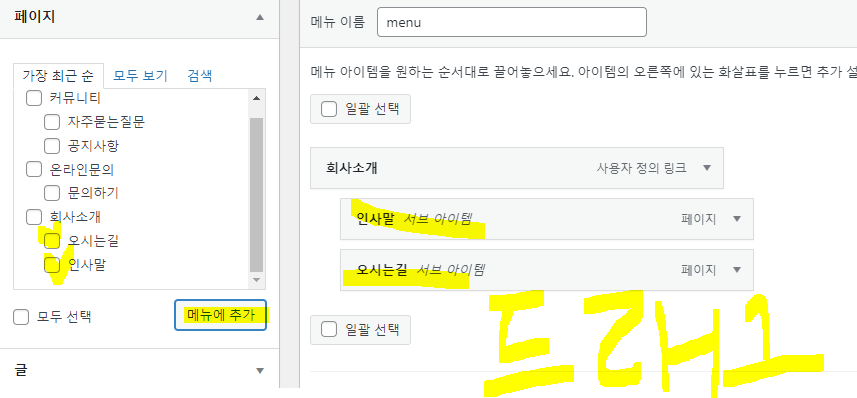 페이지
가장 최근 순 모두 보기 검색
커뮤니티
자주묻는질문
공지사항
온라인문의
문의하기
회사소개
오시는길
인사말
모두 선택 메뉴에 추가
글
메뉴 이름 menu
메뉴 아이템을 원하는 순서대로 끌어놓으세요. 아이템의 오른쪽에 있는 화살표를 누르면 추가 설
일괄 선택
회사소개 사용자 정의 링크
인사말 서브 아이템 페이지
오시는길 서브 아이템 페이지
일괄 선택
드래그